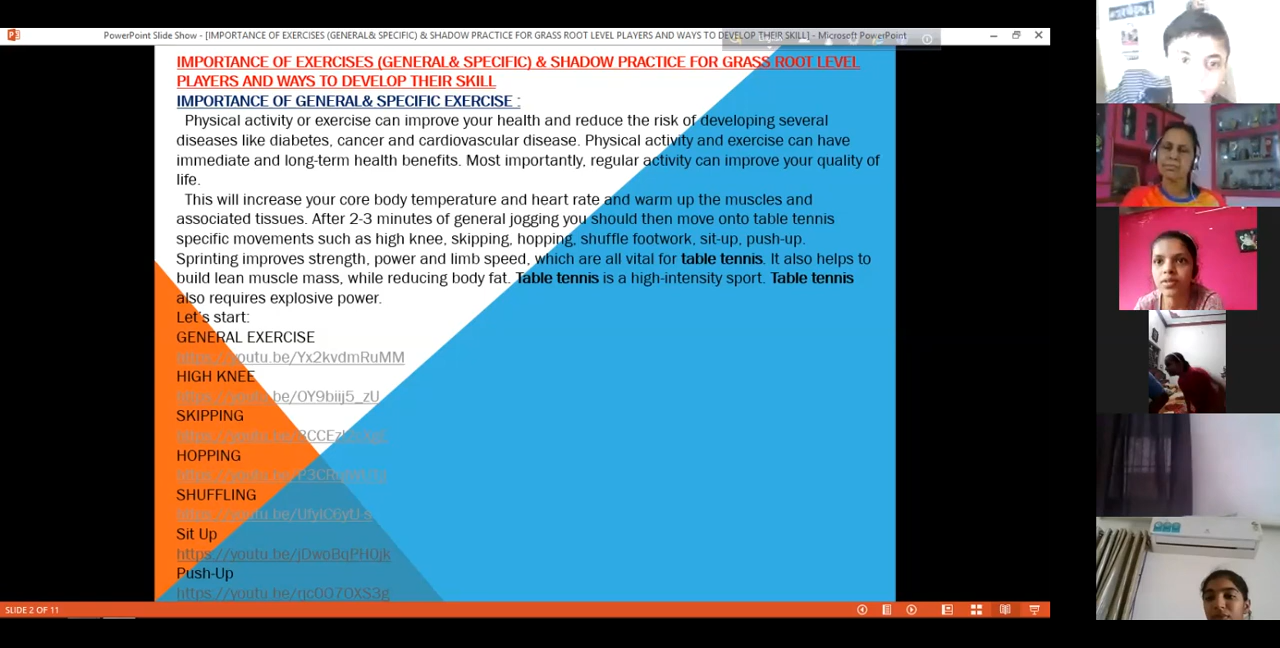 PowerPoint Slide Show - [IMPORTANCE OF EXERCISES (GENERAL& SPECIFIC) & SHADOW PRACTICE FOR GRASS ROOT LEVEL PLAYERS AND WAYS TO DEVELOP THEIR SKILL] - Microsoft PowerPoint
IMPORTANCE OF EXERCISES (GENERAL& SPECIFIC) & SHADOW PRACTICE FOR GRASS ROOT LEVEL
PLAYERS AND WAYS TO DEVELOP THEIR SKILL
IMPORTANCE OF GENERAL& SPECIFIC EXERCISE :
Physical activity or exercise can improve your health and reduce the risk of developing several
diseases like diabetes, cancer and cardiovascular disease. Physical activity and exercise can have
immediate and long-term health benefits. Most importantly, regular activity can improve your quality of
life.
This will increase your core body temperature and heart rate and warm up the muscles and
associated tissues. After 2-3 minutes of general jogging you should then move onto table tennis
specific movements such as high knee, skipping, hopping, shuffle footwork, sit-up, push-up.
Sprinting improves strength, power and limb speed, which are all vital for table tennis. It also helps to
build lean muscle mass, while reducing body fat. Table tennis is a high-intensity sport. Table tennis
also requires explosive power.
Let's start:
GENERAL EXERCISE
https://youtu.be/Yx2kvdmRuMM
HIGH KNEE
https://youtu.be/OY9biij5_zU
SKIPPING
HOPPING
SHUFFLING
Sit Up
https://youtu.be/jDwoBqPH0jk
Push-Up
SLIDE 2 OF 11